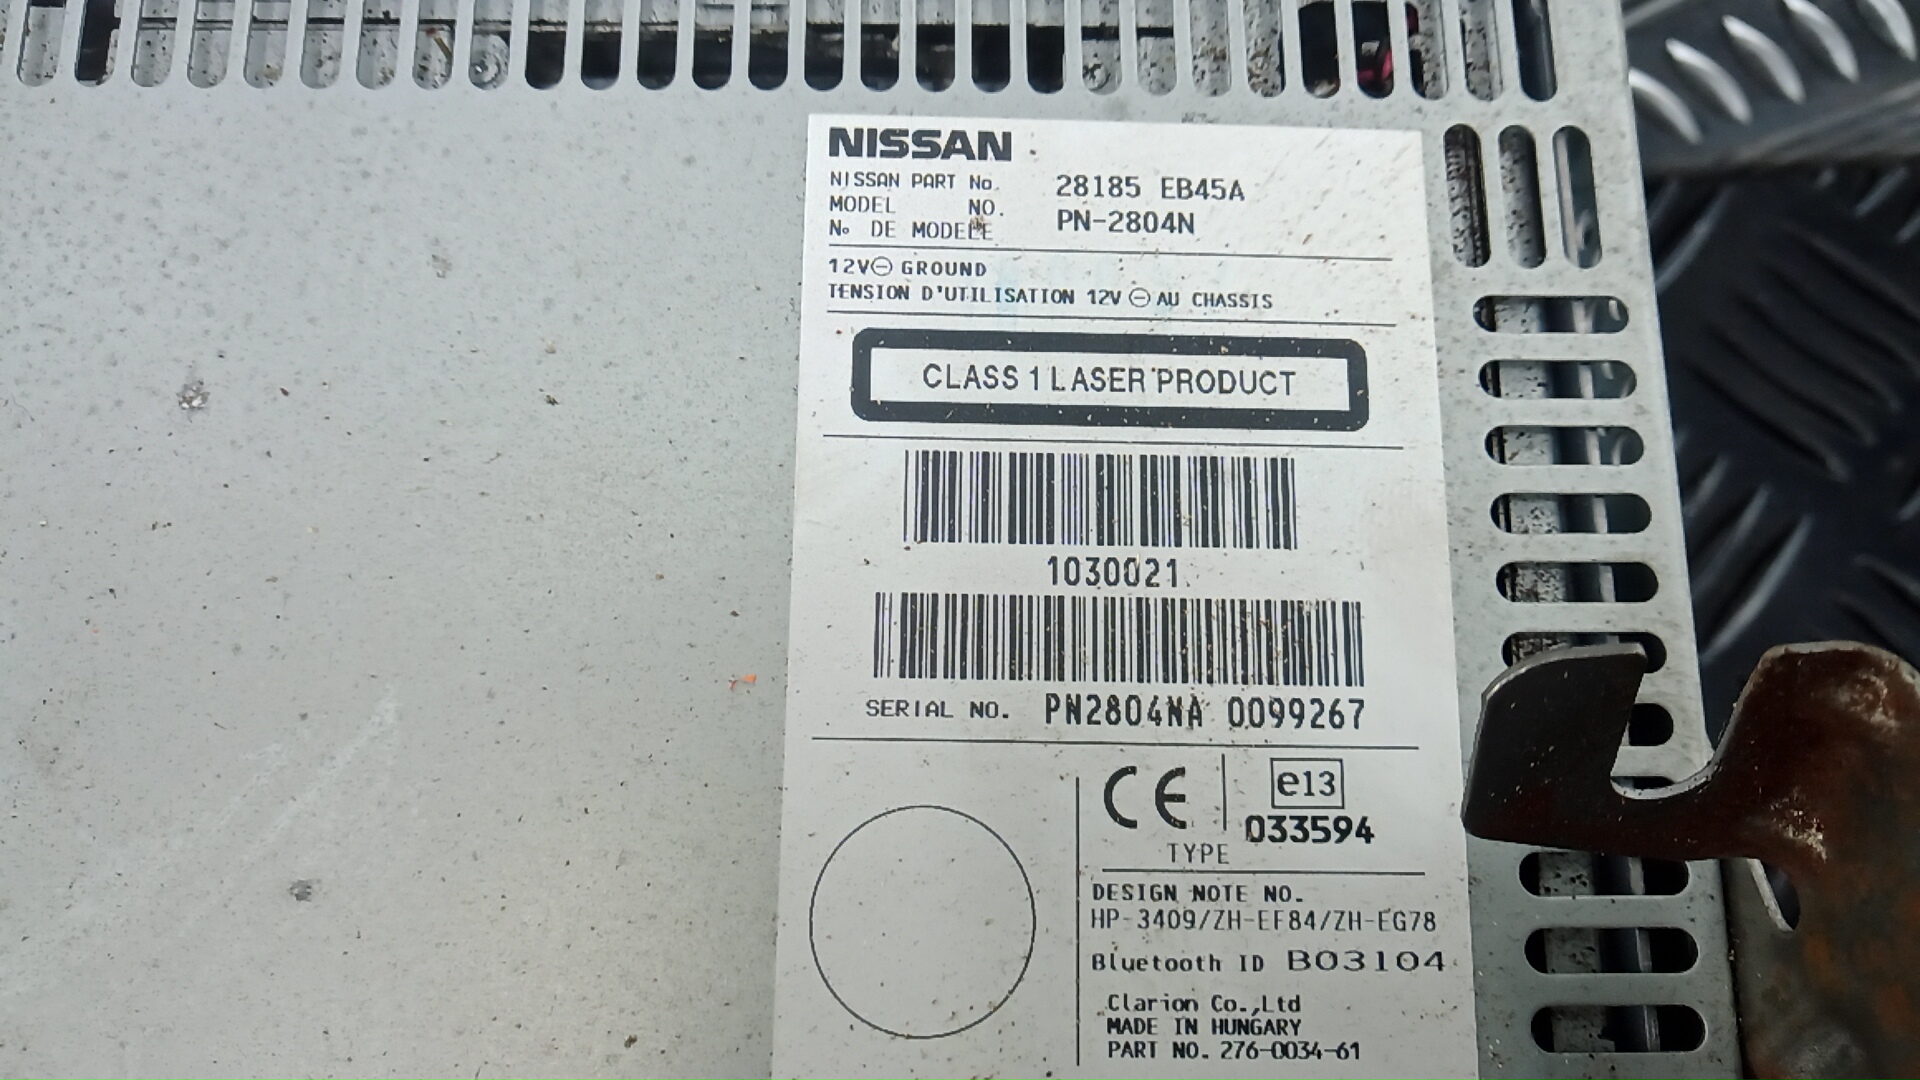 NISSAN
NISSAN PART No. 28185 EB45A
MODEL NO. PN-2804N
No DE MODELE
12V⊖ GROUND
TENSION D'UTILISATION 12V ⊖ AU CHASSIS
CLASS 1 LASER PRODUCT
1030021
SERIAL NO. PN2804NA 0099267
CE e13
033594
TYPE
DESIGN NOTE NO.
HP-3409/ZH-EF84/ZH-EG78
Bluetooth ID B03104
Clarion Co.,Ltd
MADE IN HUNGARY
PART NO. 276-0034-61